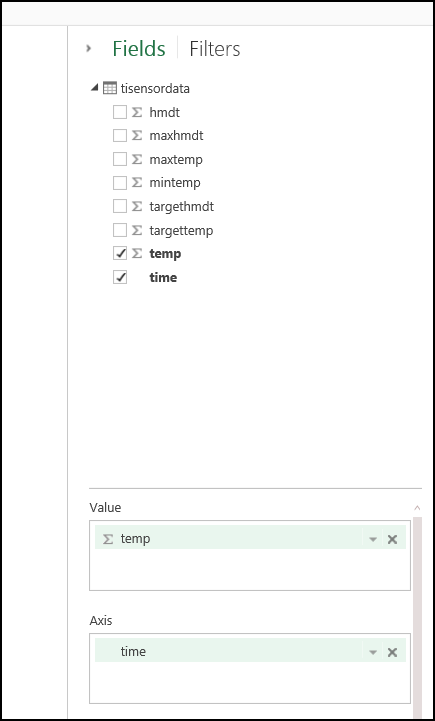 Fields Filters
tisensordata
Σ hmdt
Σ maxhmdt
Σ maxtemp
Σ mintemp
Σ targethmdt
Σ targettemp
Σ temp
time
Value
Σ temp
Axis
time